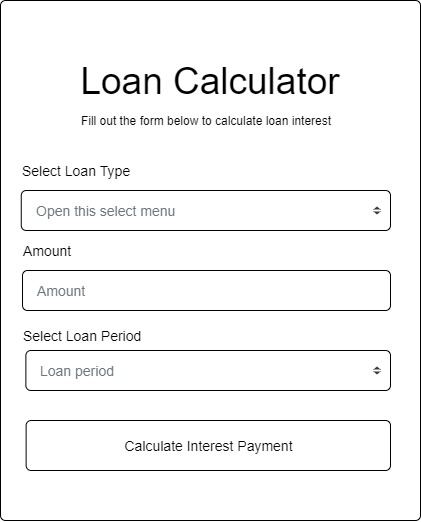 Loan Calculator
Fill out the form below to calculate loan interest
Select Loan Type
Open this select menu
Amount
Amount
Select Loan Period
Loan period
Calculate Interest Payment